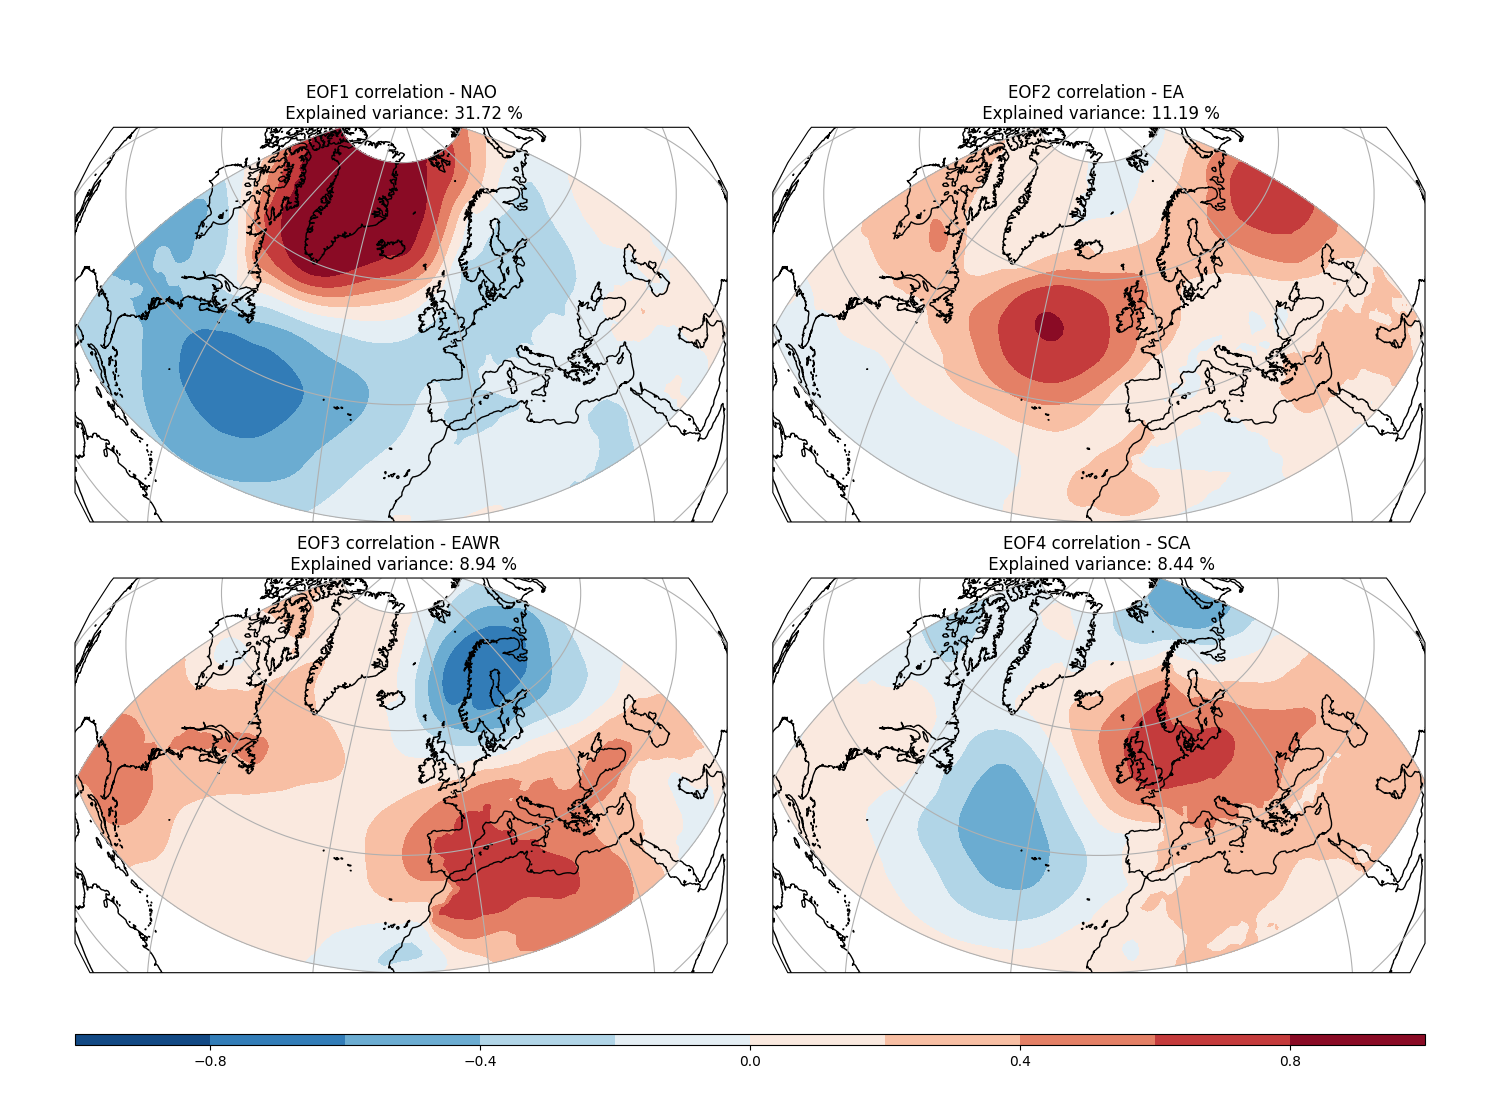 EOF1 correlation - NAO
Explained variance: 31.72 %
EOF2 correlation - EA
Explained variance: 11.19 %
EOF3 correlation - EAWR
Explained variance: 8.94 %
EOF4 correlation - SCA
Explained variance: 8.44 %
−0.8 −0.4 0.0 0.4 0.8